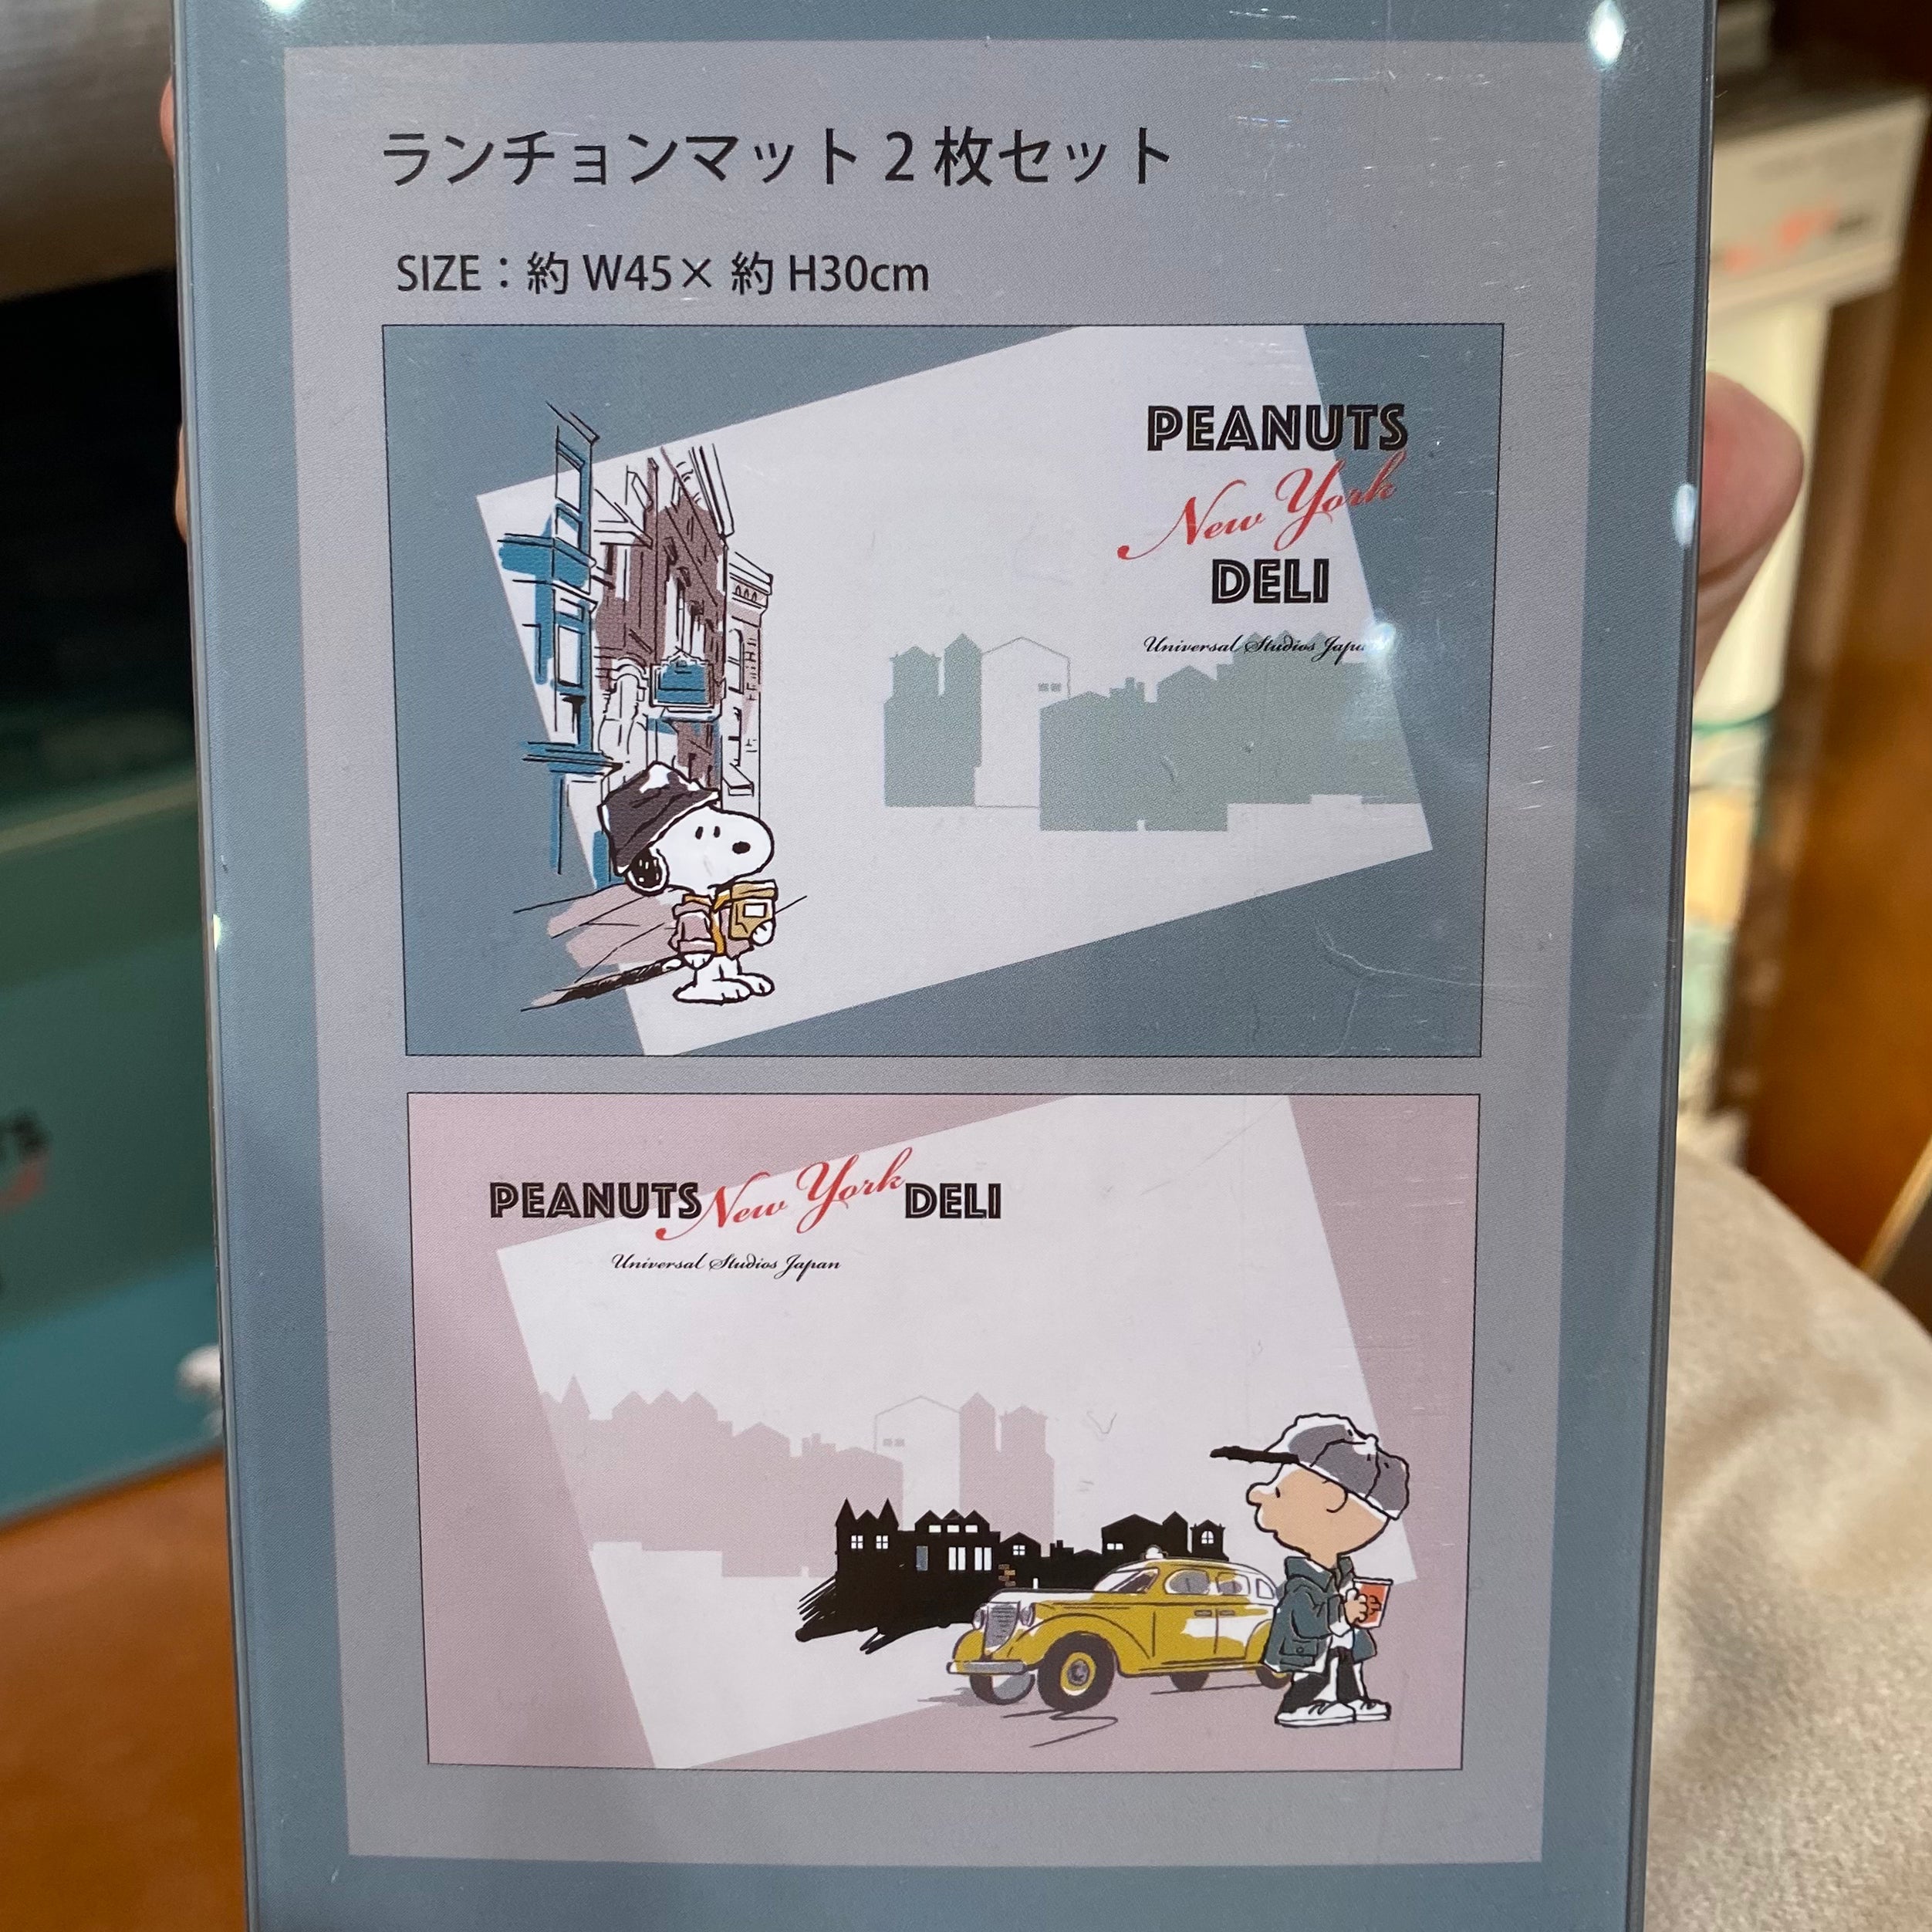 ランチョンマット2枚セット
SIZE：約 W45× 約 H30cm
PEANUTS
New York
DELI
Universal Studios Japan
PEANUTS New York DELI
Universal Studios Japan